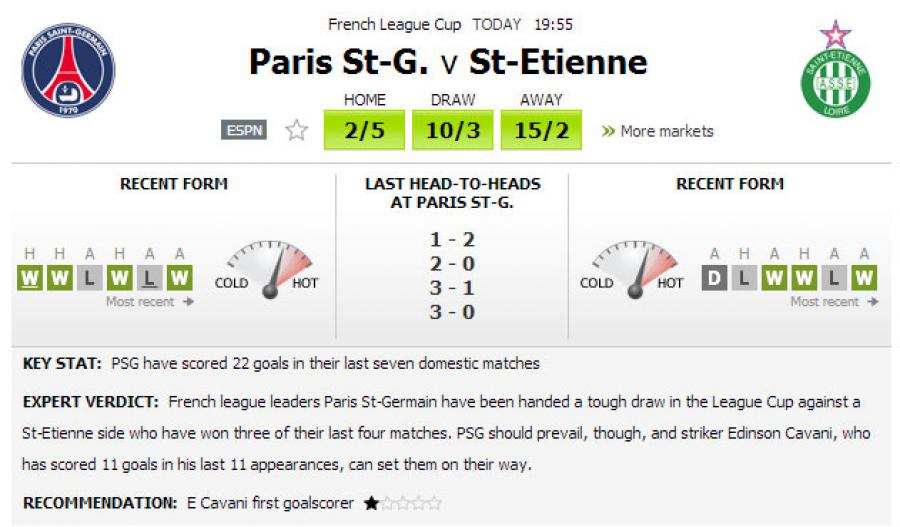 French League Cup TODAY 19:55
Paris St-G. v St-Etienne
HOME DRAW AWAY
ESPN 2/5 10/3 15/2 » More markets
PARIS SAINT-GERMAIN
1970
SAINT-ETIENNE
ASSE
LOIRE
RECENT FORM
H H A H A A
W W L W L W
Most recent →
COLD HOT
LAST HEAD-TO-HEADS
AT PARIS ST-G.
1 - 2
2 - 0
3 - 1
3 - 0
RECENT FORM
COLD HOT
A H A H A A
D L W W L W
Most recent →
KEY STAT: PSG have scored 22 goals in their last seven domestic matches
EXPERT VERDICT: French league leaders Paris St-Germain have been handed a tough draw in the League Cup against a
St-Etienne side who have won three of their last four matches. PSG should prevail, though, and striker Edinson Cavani, who
has scored 11 goals in his last 11 appearances, can set them on their way.
RECOMMENDATION: E Cavani first goalscorer